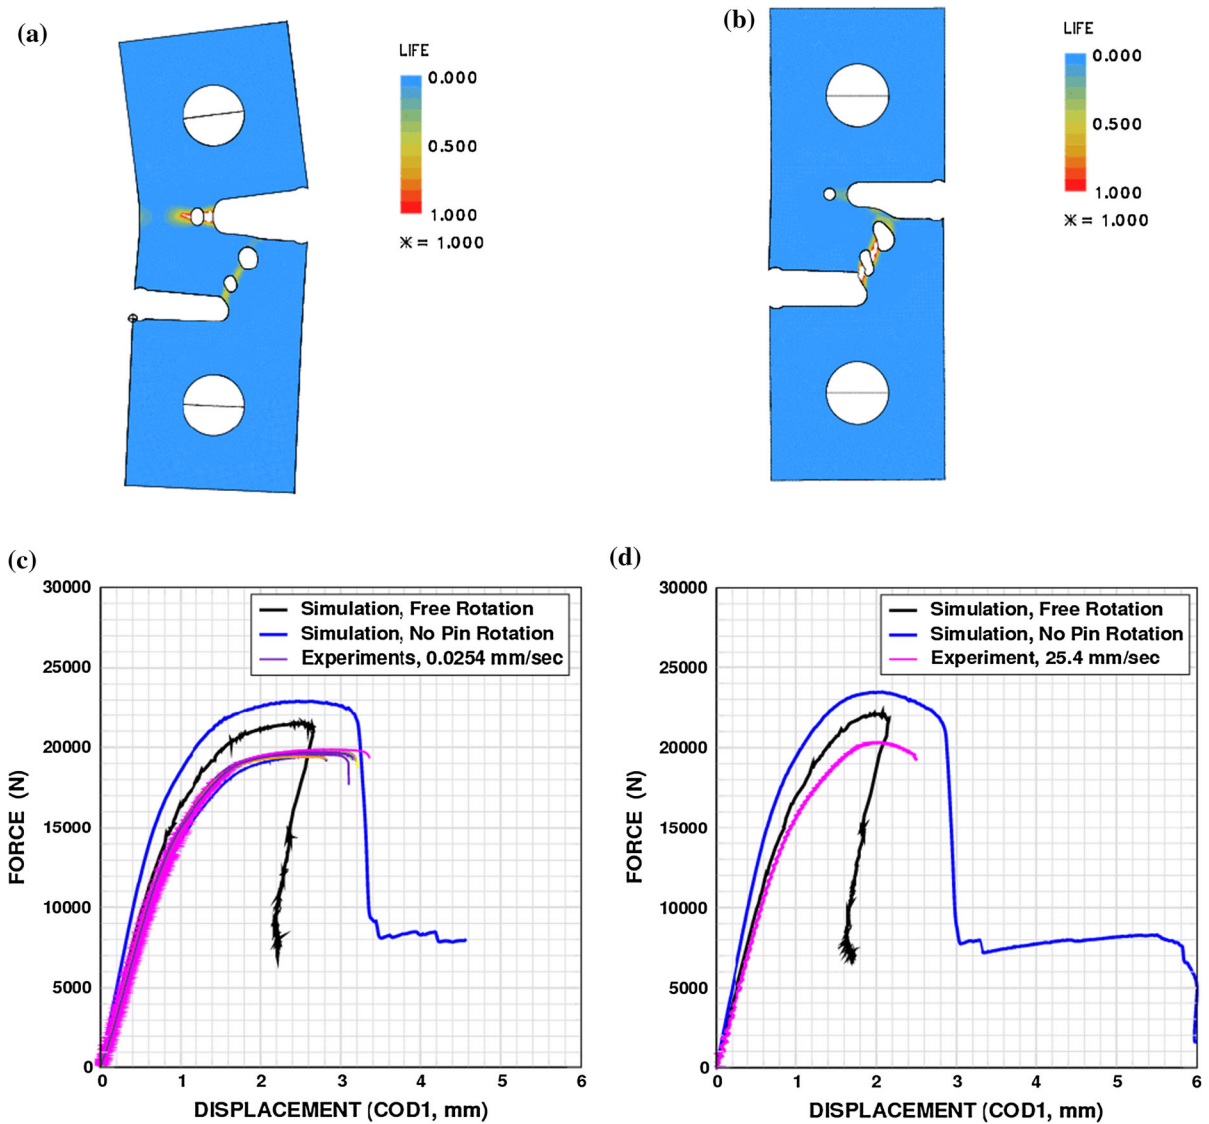 (a)
LIFE
0.000
0.500
1.000
* = 1.000
(b)
LIFE
0.000
0.500
1.000
* = 1.000
(c)
30000
25000
20000
15000
10000
5000
0
FORCE (N)
Simulation, Free Rotation
Simulation, No Pin Rotation
Experiments, 0.0254 mm/sec
0 1 2 3 4 5 6
DISPLACEMENT (COD1, mm)
(d)
30000
25000
20000
15000
10000
5000
0
FORCE (N)
Simulation, Free Rotation
Simulation, No Pin Rotation
Experiment, 25.4 mm/sec
0 1 2 3 4 5 6
DISPLACEMENT (COD1, mm)